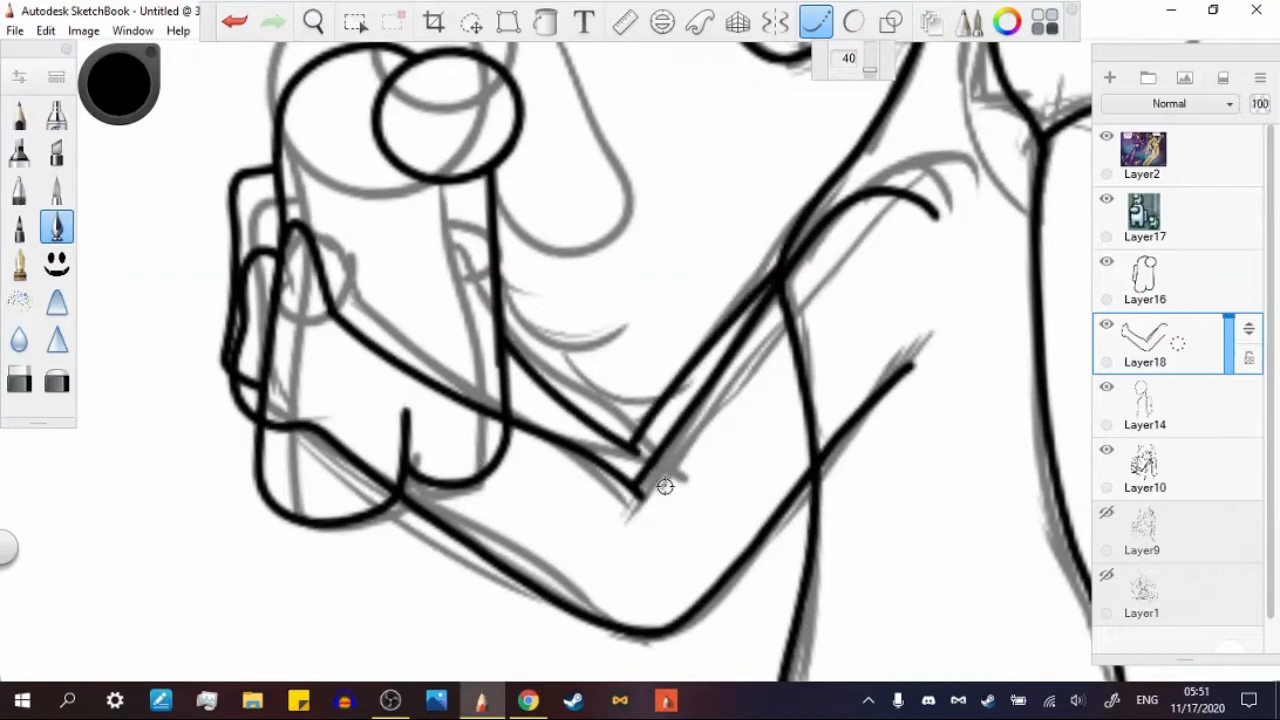 Autodesk SketchBook - Untitled @ 3
File Edit Image Window Help
T
40
Normal 100
Layer2
Layer17
Layer16
Layer18
Layer14
Layer10
Layer9
Layer1
ENG
05:51
11/17/2020